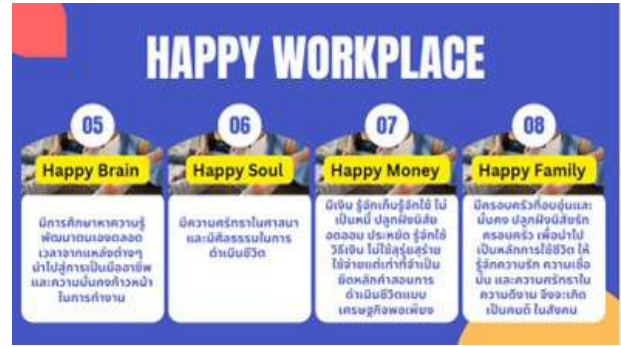 HAPPY WORKPLACE
05
Happy Brain
มีการศึกษาหาความรู้
พัฒนาตนเองตลอด
เวลาจากแหล่งต่างๆ
นำไปสู่การเป็นมืออาชีพ
และความมั่นคงก้าวหน้า
ในการทำงาน
06
Happy Soul
มีความศรัทธาในศาสนา
และมีศีลธรรมในการ
ดำเนินชีวิต
07
Happy Money
มีเงิน รู้จักเก็บรู้จักใช้ ไม่
เป็นหนี้ ปลูกฝังนิสัย
อดออม ประหยัด รู้จักใช้
วิธีเงิน ไม่ใช้สุรุ่ยสุร่าย
ใช้จ่ายแต่เท่าที่จำเป็น
ยึดหลักคำสอนการ
ดำเนินชีวิตแบบ
เศรษฐกิจพอเพียง
08
Happy Family
มีครอบครัวที่อบอุ่นและ
มั่นคง ปลูกฝังนิสัยรัก
ครอบครัว เพื่อนำไป
เป็นหลักการใช้ชีวิต ให้
รู้จักความรัก ความเชื่อ
มั่น และความศรัทธาใน
ความดีงาม จึงจะเกิด
เป็นคนดี ในสังคม